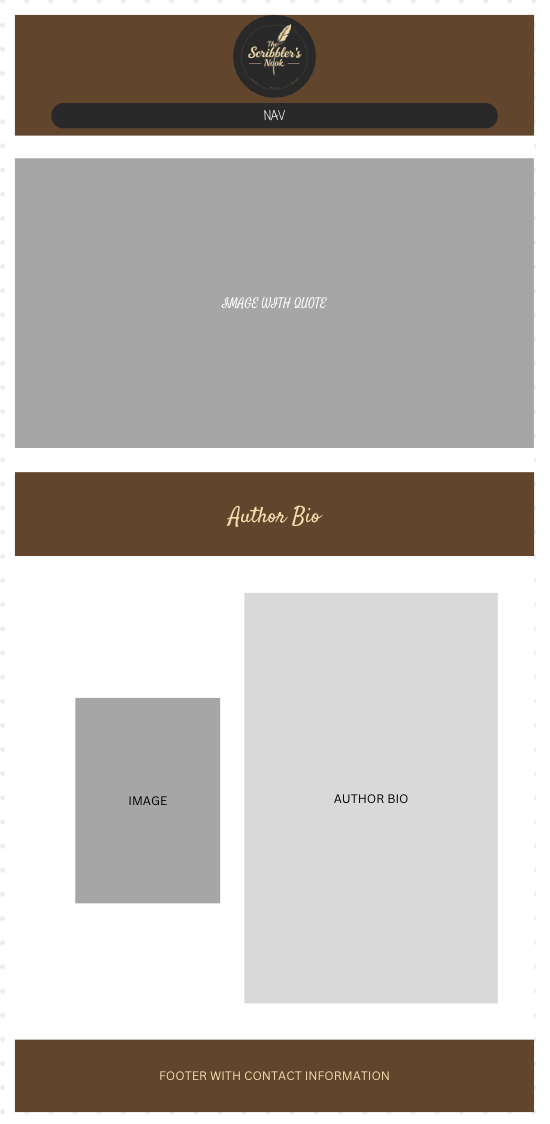 The
Scribbler's
Nook
NAV
IMAGE WITH QUOTE
Author Bio
IMAGE
AUTHOR BIO
FOOTER WITH CONTACT INFORMATION